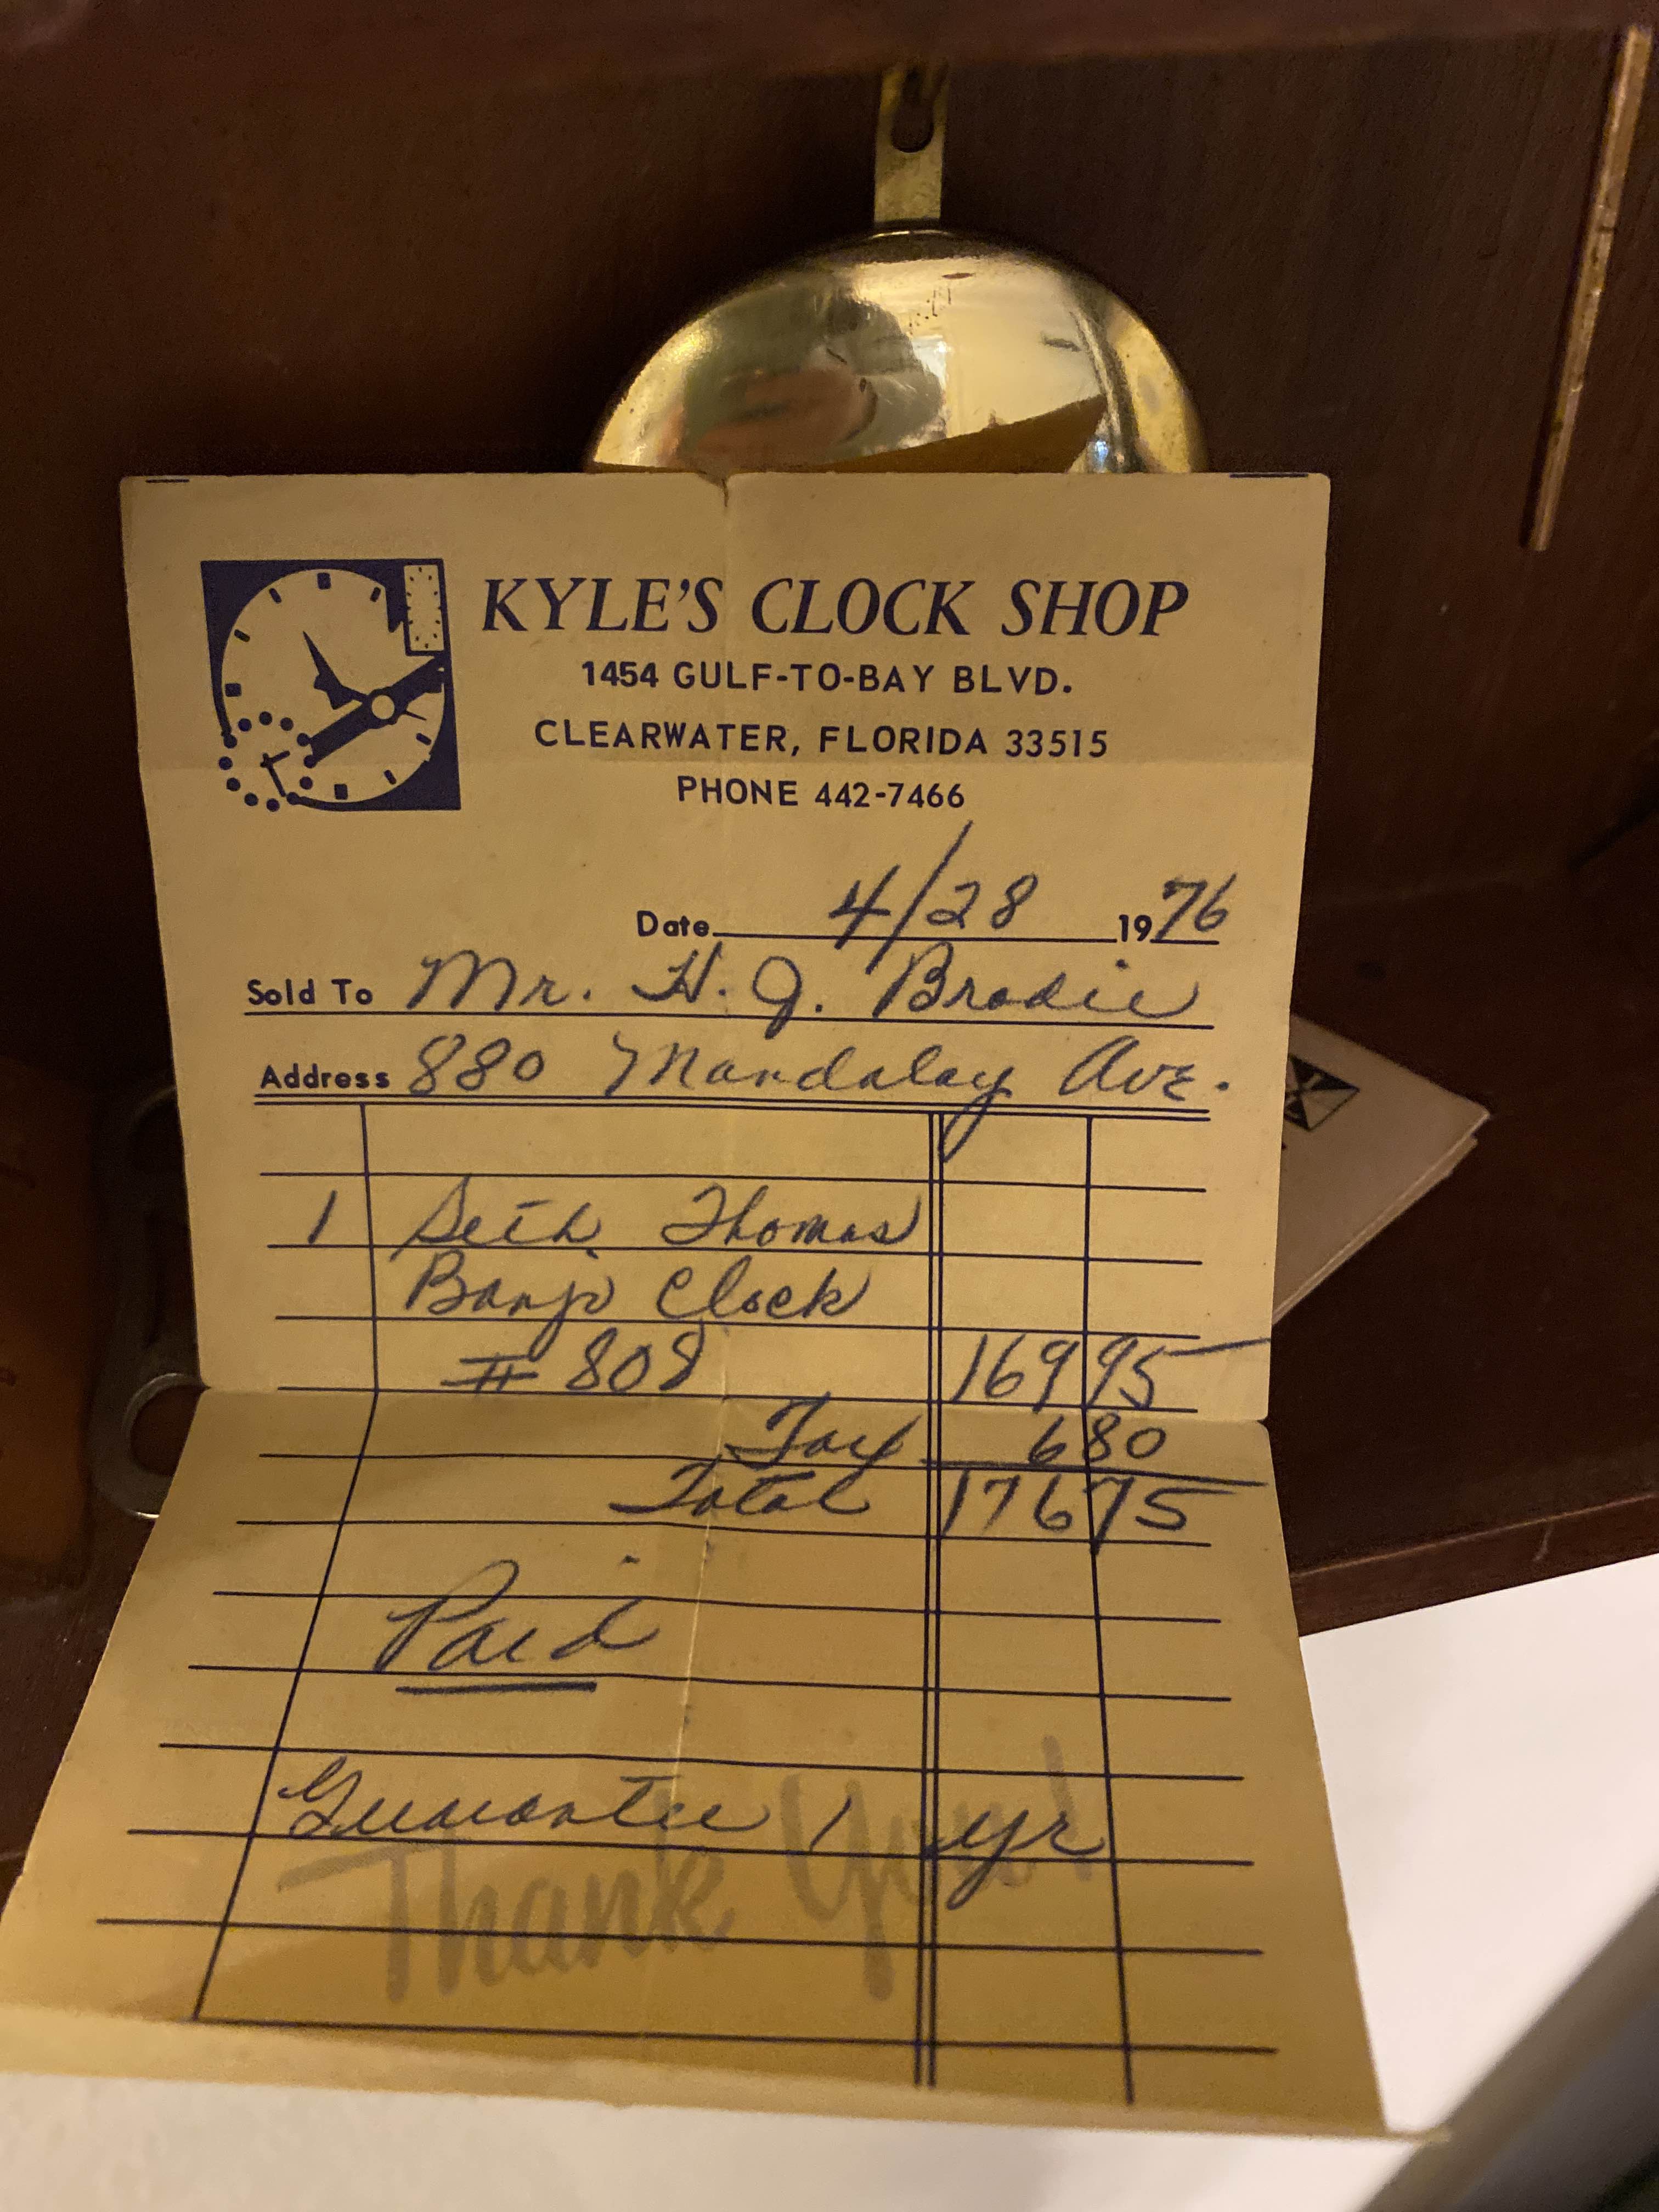 KYLE'S CLOCK SHOP
1454 GULF-TO-BAY BLVD.
CLEARWATER, FLORIDA 33515
PHONE 442-7466
Date 4/28 1976
Sold To Mr. H. J. Brodie
Address 880 Mandalay Ave.
1 Seth Thomas
Banjo Clock
# 808 169 95
Tax 6 80
Total 176 75
Paid
Guarantee 1 yr
Thank You!